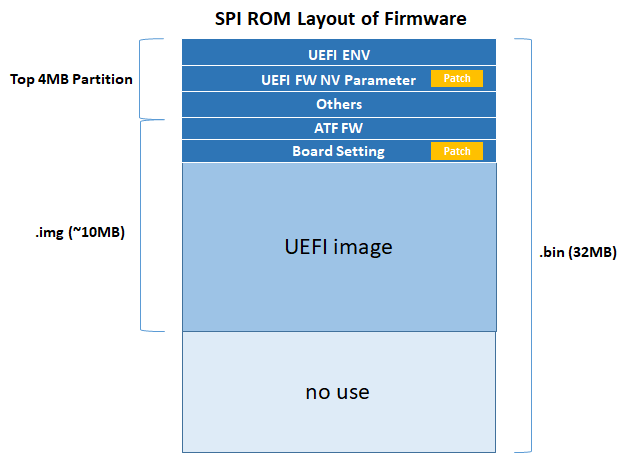 SPI ROM Layout of Firmware
UEFI ENV
Top 4MB Partition
UEFI FW NV Parameter
Patch
Others
ATF FW
Board Setting
Patch
.img (~10MB)
UEFI image
.bin (32MB)
no use